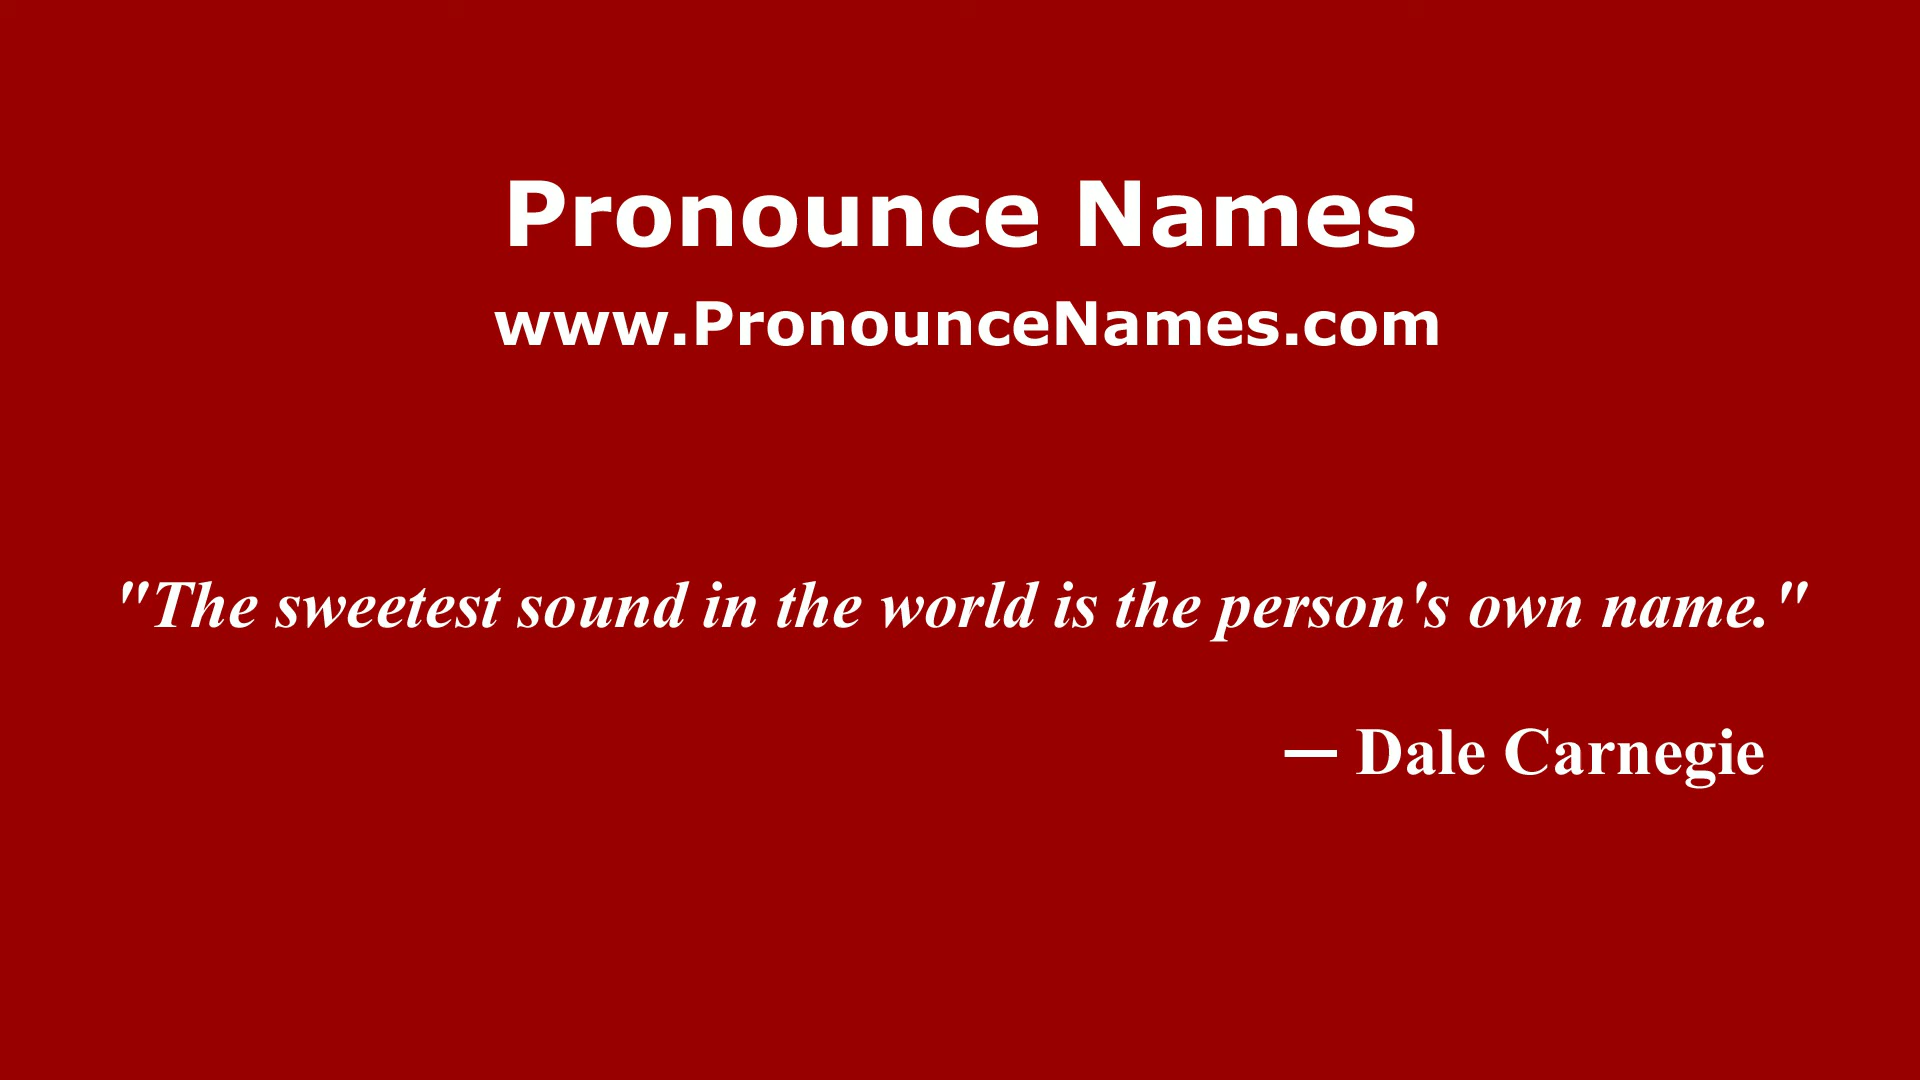 Pronounce Names
www.PronounceNames.com
"The sweetest sound in the world is the person's own name."
— Dale Carnegie